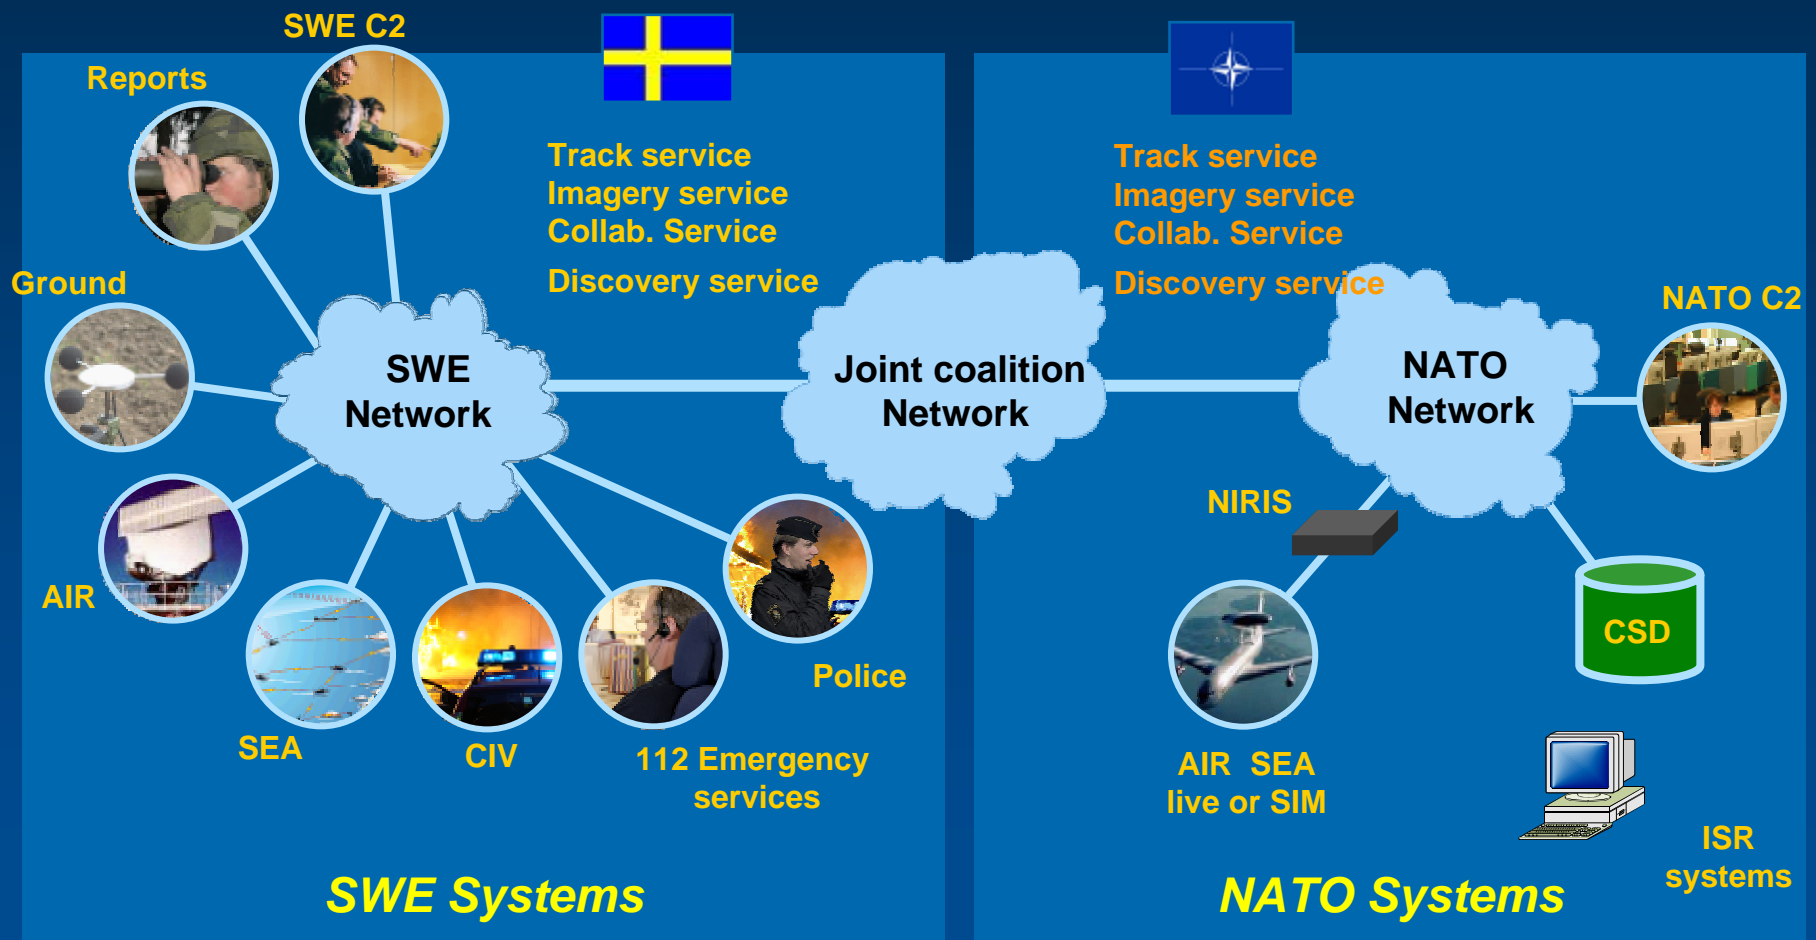 SWE C2
Reports
Track service
Imagery service
Collab. Service
Discovery service
Ground
SWE
Network
AIR
SEA
CIV
112 Emergency
services
Police
SWE Systems
Joint coalition
Network
Track service
Imagery service
Collab. Service
Discovery service
NATO C2
NATO
Network
NIRIS
CSD
AIR SEA
live or SIM
ISR
systems
NATO Systems